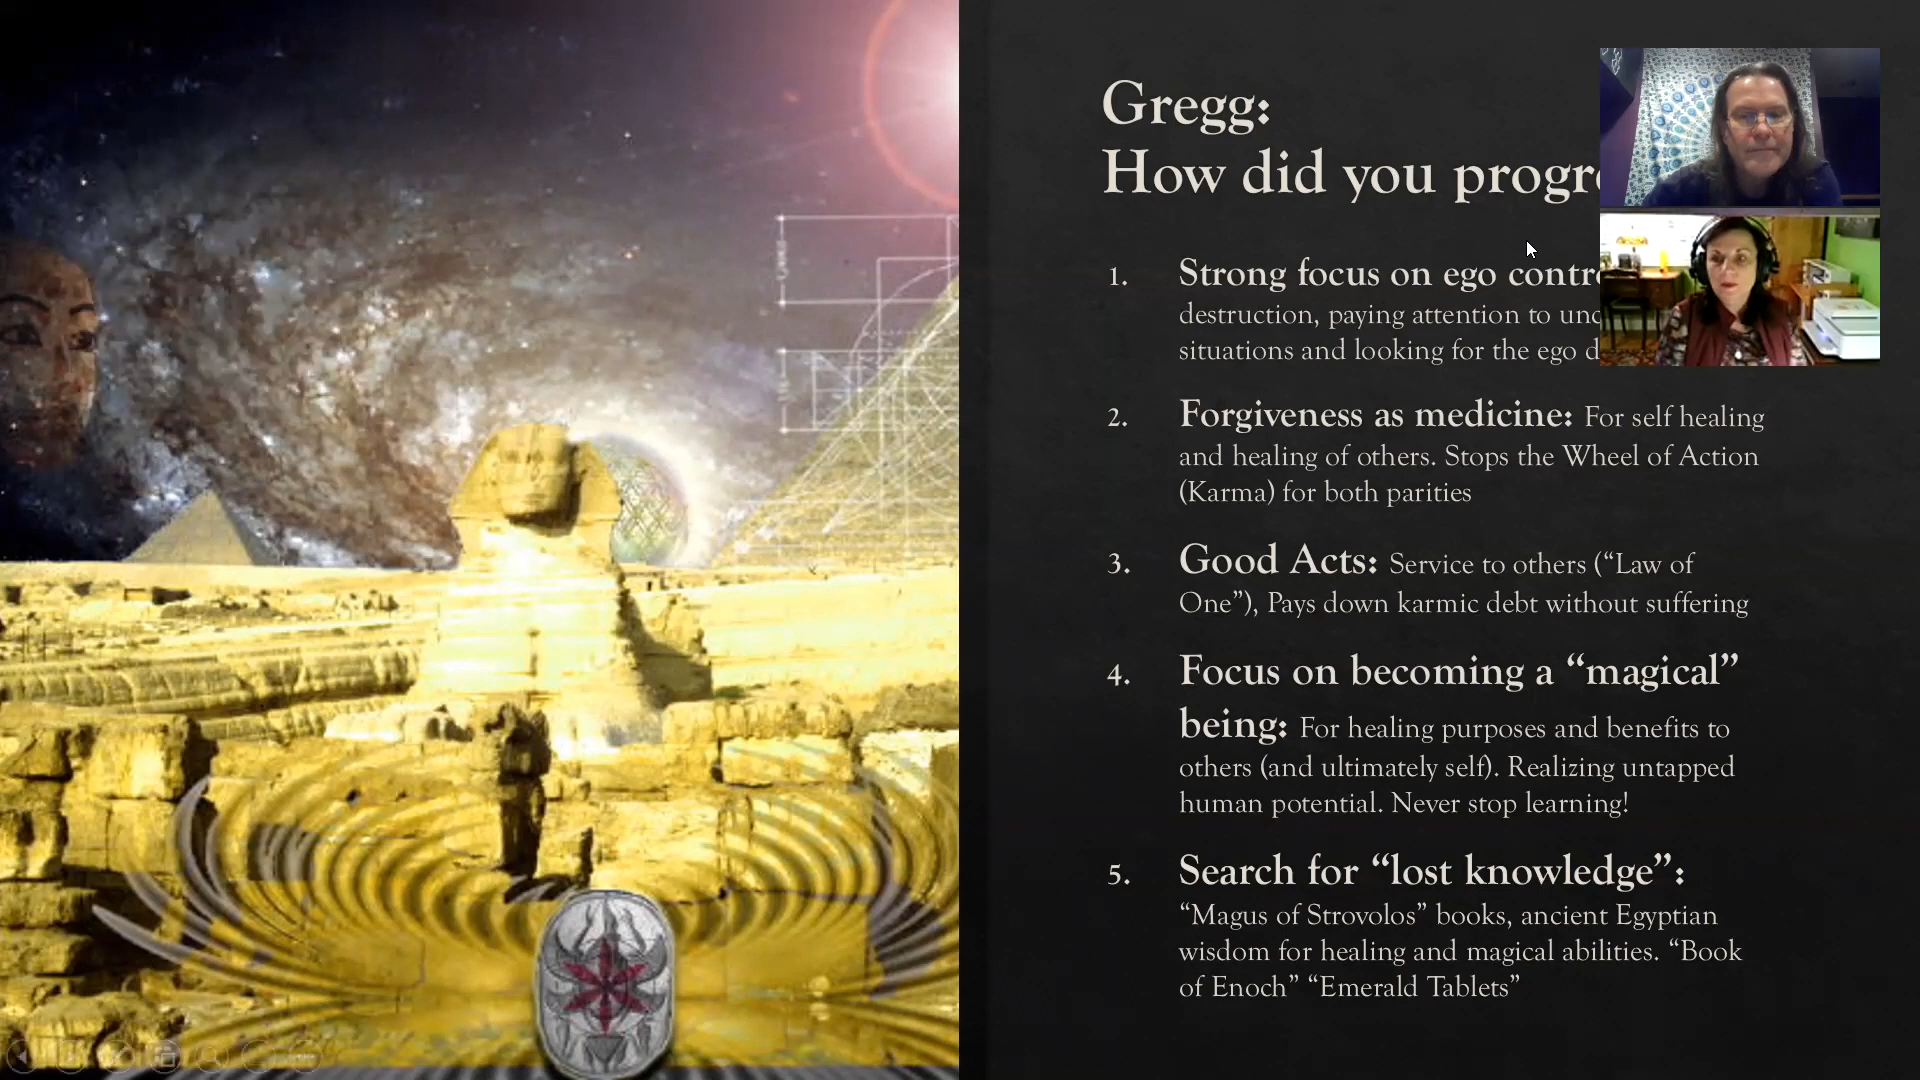 Gregg:
How did you progr
1. Strong focus on ego contr
destruction, paying attention to unc
situations and looking for the ego d
2. Forgiveness as medicine: For self healing
and healing of others. Stops the Wheel of Action
(Karma) for both parities
3. Good Acts: Service to others (“Law of
One”), Pays down karmic debt without suffering
4. Focus on becoming a “magical”
being: For healing purposes and benefits to
others (and ultimately self). Realizing untapped
human potential. Never stop learning!
5. Search for “lost knowledge”:
“Magus of Strovolos” books, ancient Egyptian
wisdom for healing and magical abilities. “Book
of Enoch” “Emerald Tablets”